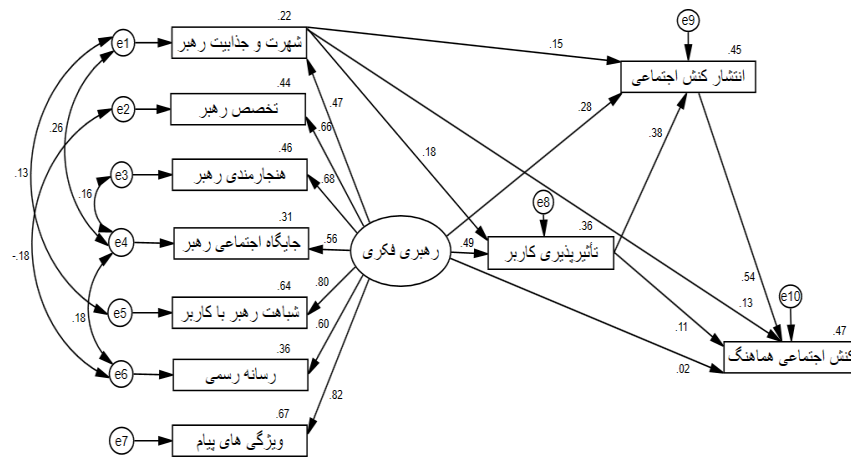 e9
.22
.45
e1
شهرت و جذابیت رهبر
.15
انتشار کنش اجتماعی
.44
.47
.28
e2
تخصص رهبر
.66
.38
.26
.46
.18
e3
هنجارمندی رهبر
.68
.13
.16
.31
e8
.36
e4
جایگاه اجتماعی رهبر
.56
رهبری فکری
.49
تأثیرپذیری کاربر
-.18
.64
.80
.54
.13
e10
e5
شباهت رهبر با کاربر
.18
.60
.11
.47
.36
کنش اجتماعی هماهنگ
e6
رسانه رسمی
.02
.67
.82
e7
ویژگی های پیام